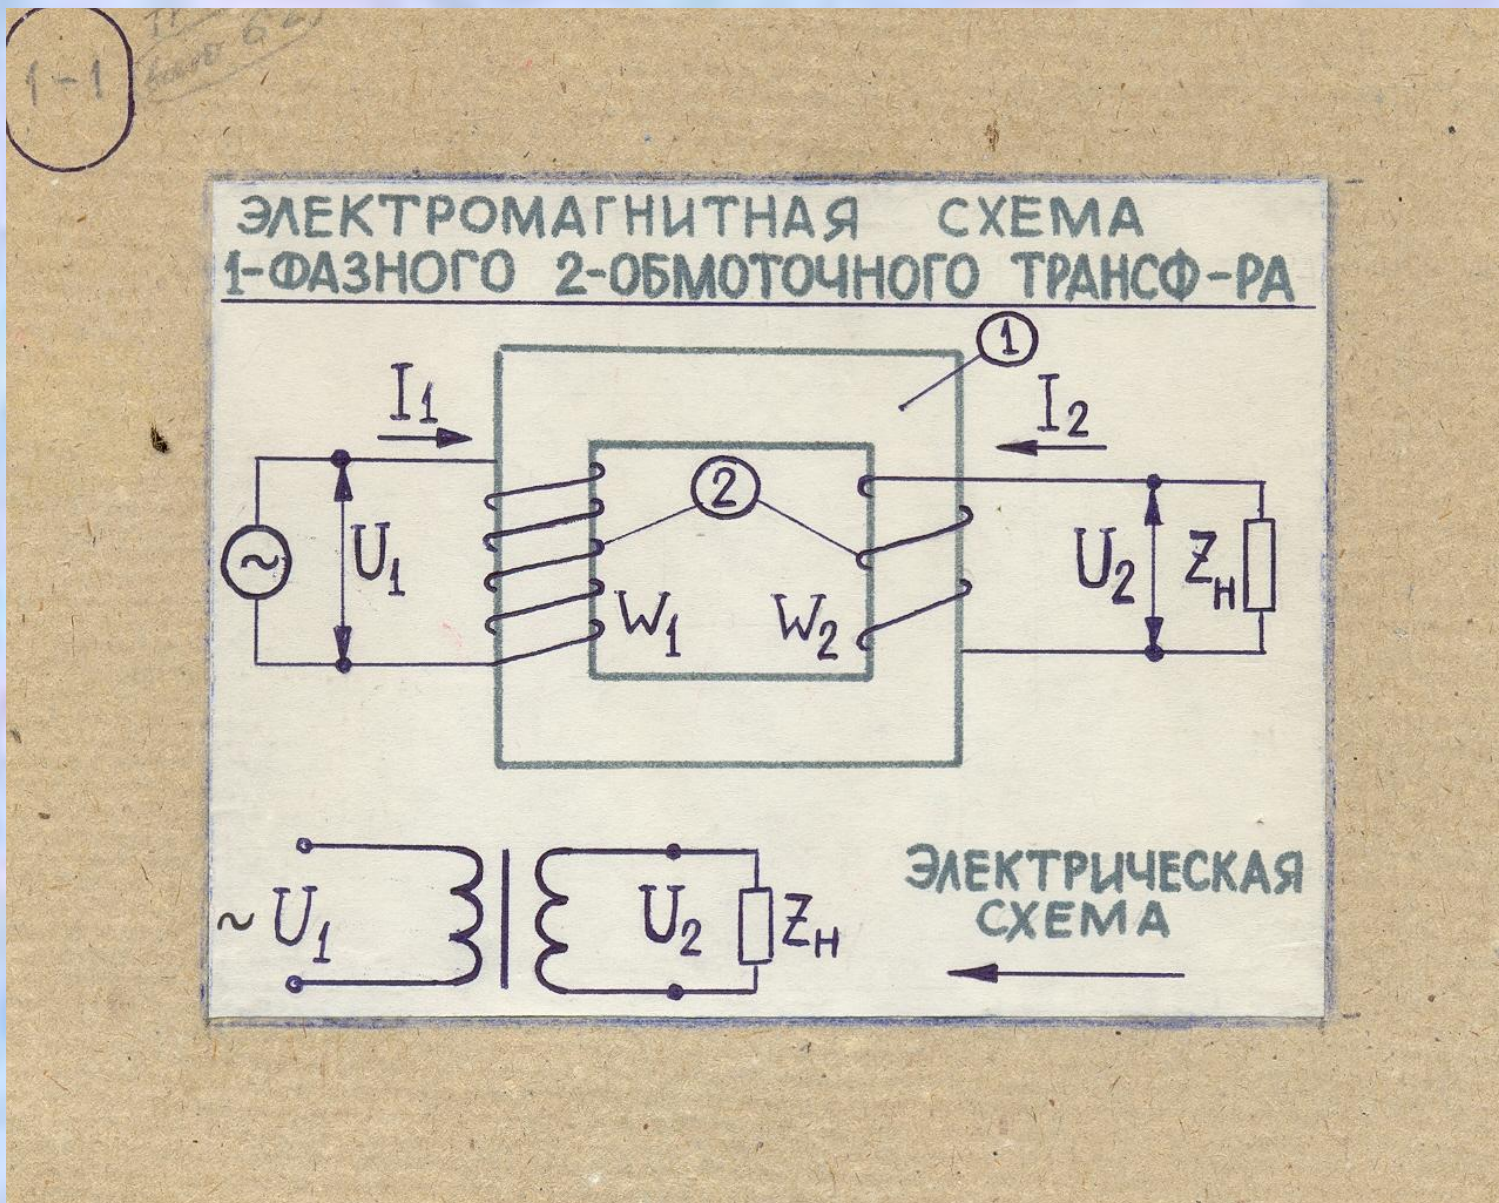 1-1
ЭЛЕКТРОМАГНИТНАЯ СХЕМА
1-ФАЗНОГО 2-ОБМОТОЧНОГО ТРАНСФ-РА
1
I1
I2
2
~
U1
U2
Zн
W1
W2
ЭЛЕКТРИЧЕСКАЯ
СХЕМА
~ U1
U2
Zн